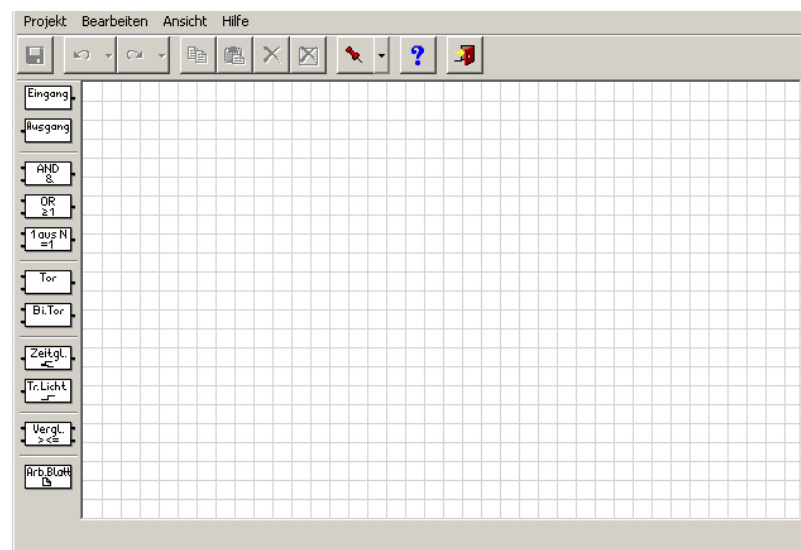 Projekt Bearbeiten Ansicht Hilfe
?
Eingang
Ausgang
AND
&
OR
≥1
1 aus N
=1
Tor
Bi.Tor
Zeitgl.
Tr.Licht
Vergl.
><=
Arb.Blatt